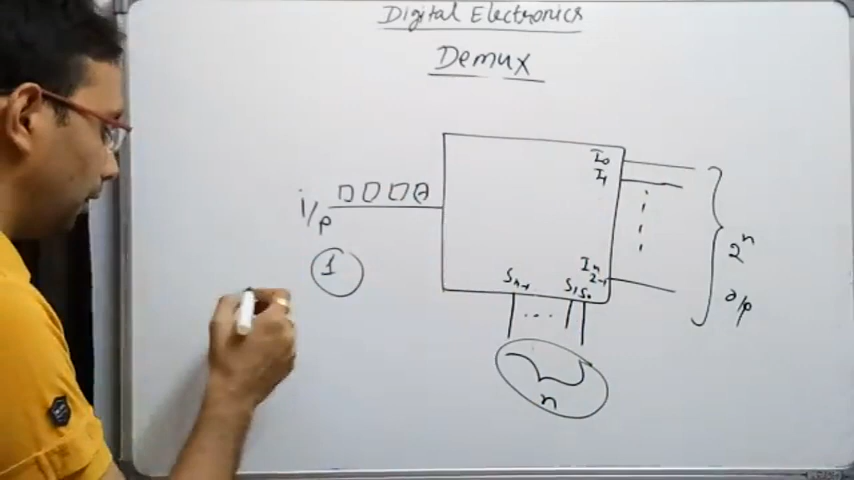 Digital Electronics
Demux
I₀
I₁
i/p
1
2ⁿ
o/p
I₂ⁿ₋₁
Sₙ₋₁
S₁ S₀
n